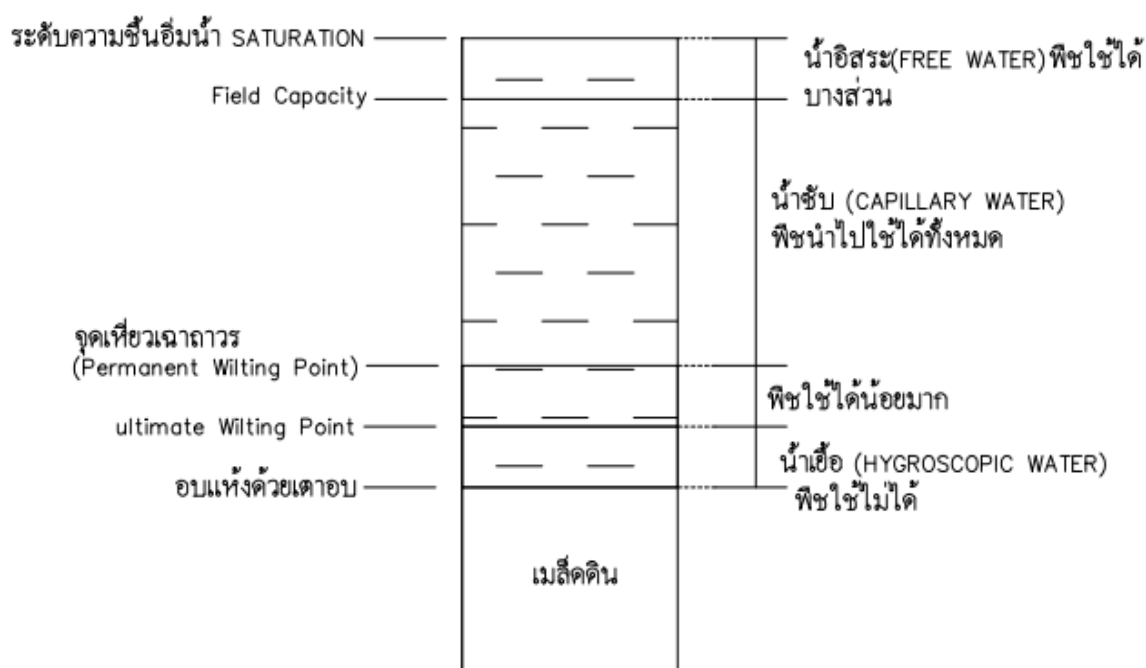 ระดับความชื้นอิ่มน้ำ SATURATION
น้ำอิสระ(FREE WATER) พืชใช้ได้
บางส่วน
Field Capacity
น้ำซับ (CAPILLARY WATER)
พืชนำไปใช้ได้ทั้งหมด
จุดเหี่ยวเฉาถาวร
(Permanent Wilting Point)
พืชใช้ได้น้อยมาก
ultimate Wilting Point
น้ำเยื้อ (HYGROSCOPIC WATER)
พืชใช้ไม่ได้
อบแห้งด้วยเตาอบ
เมล็ดดิน